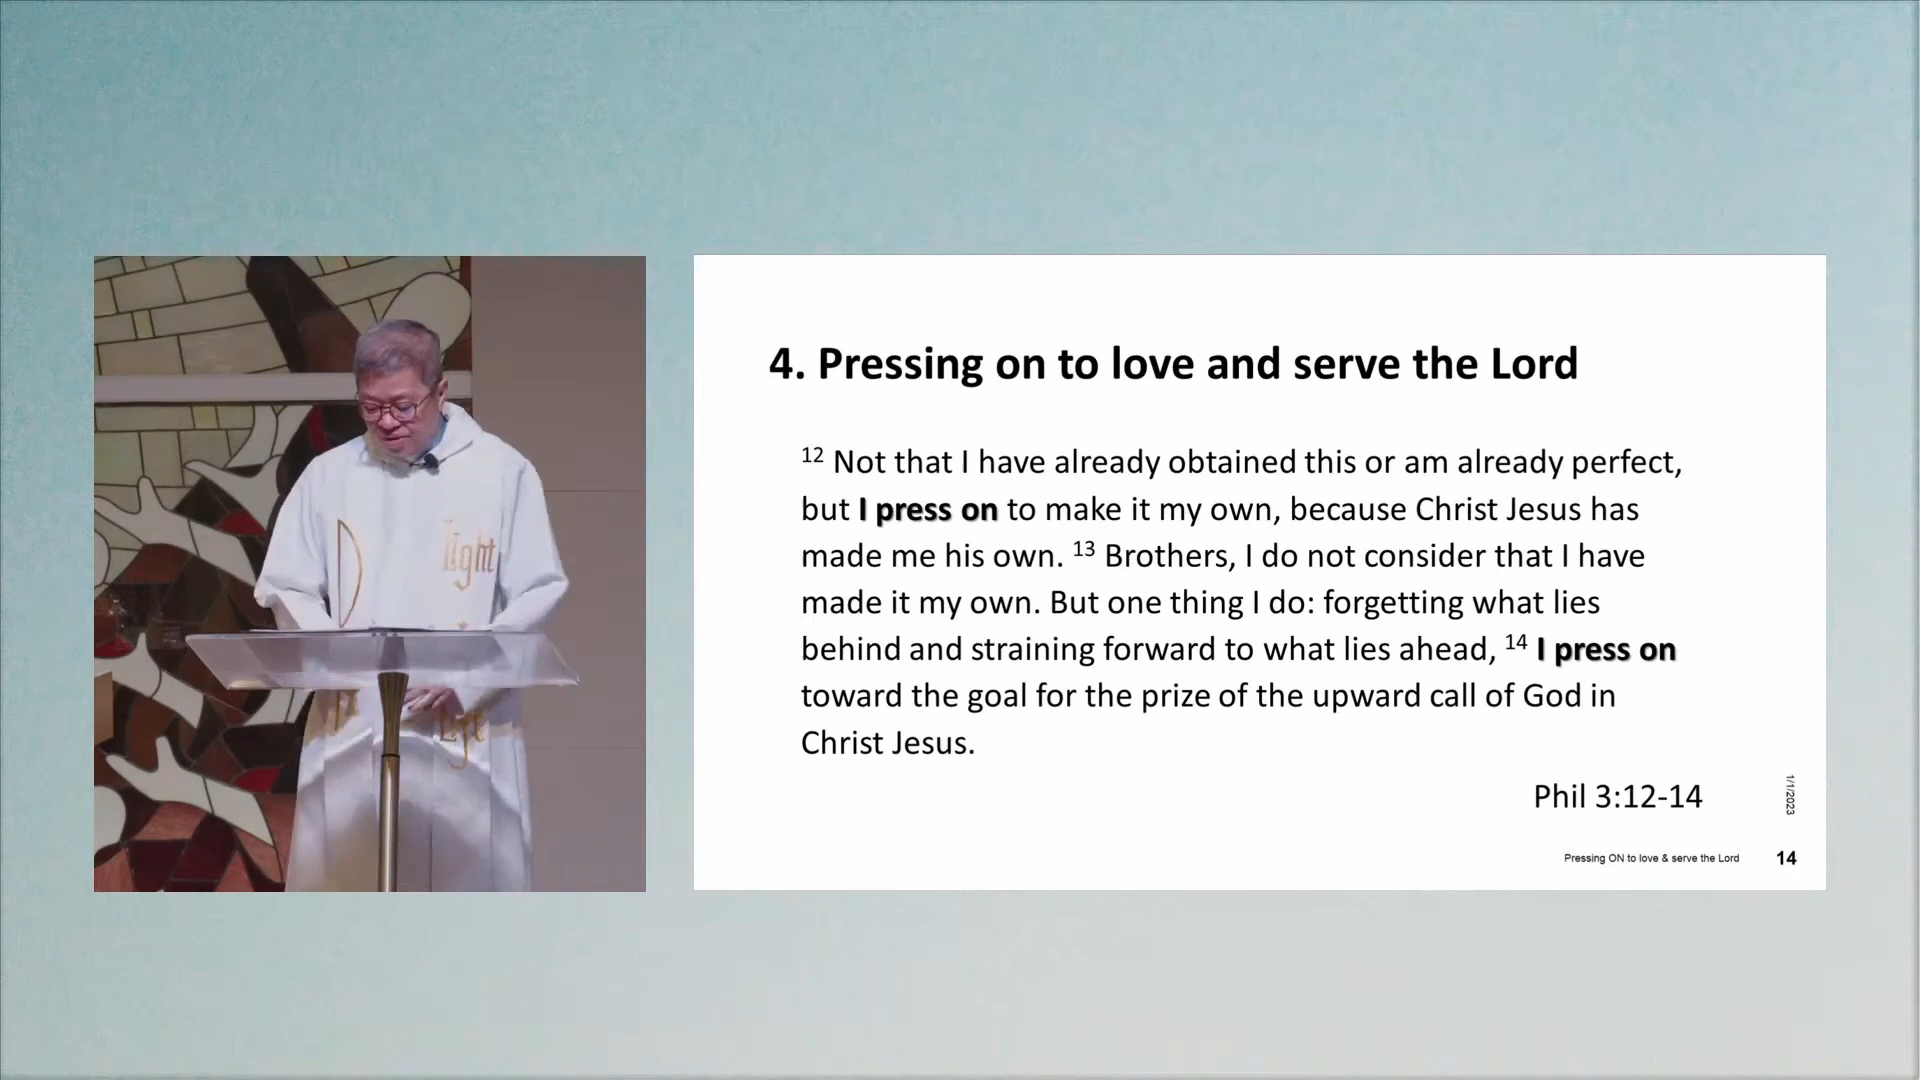 light
Life
4. Pressing on to love and serve the Lord
12 Not that I have already obtained this or am already perfect,
but I press on to make it my own, because Christ Jesus has
made me his own. 13 Brothers, I do not consider that I have
made it my own. But one thing I do: forgetting what lies
behind and straining forward to what lies ahead, 14 I press on
toward the goal for the prize of the upward call of God in
Christ Jesus.
Phil 3:12-14
1/1/2023
Pressing ON to love & serve the Lord 14